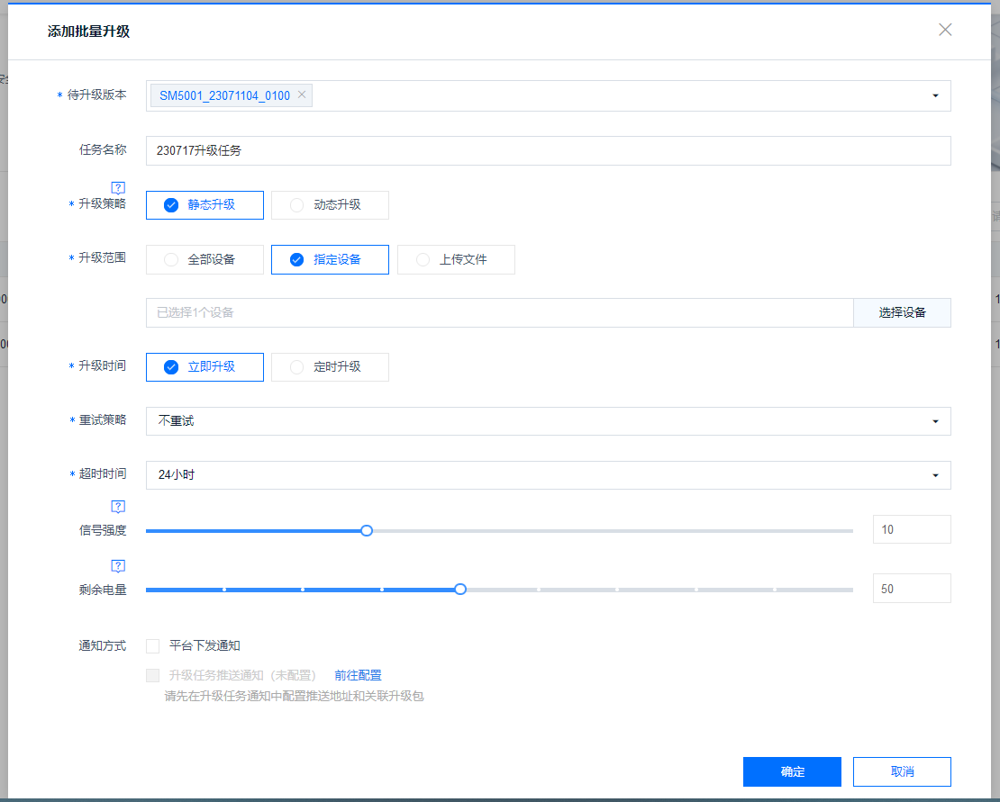 添加批量升级
* 待升级版本 SM5001_23071104_0100
任务名称 230717升级任务
* 升级策略 静态升级 动态升级
* 升级范围 全部设备 指定设备 上传文件
已选择1个设备 选择设备
* 升级时间 立即升级 定时升级
* 重试策略 不重试
* 超时时间 24小时
信号强度 10
剩余电量 50
通知方式 平台下发通知
升级任务推送通知（未配置） 前往配置
请先在升级任务通知中配置推送地址和关联升级包
确定 取消